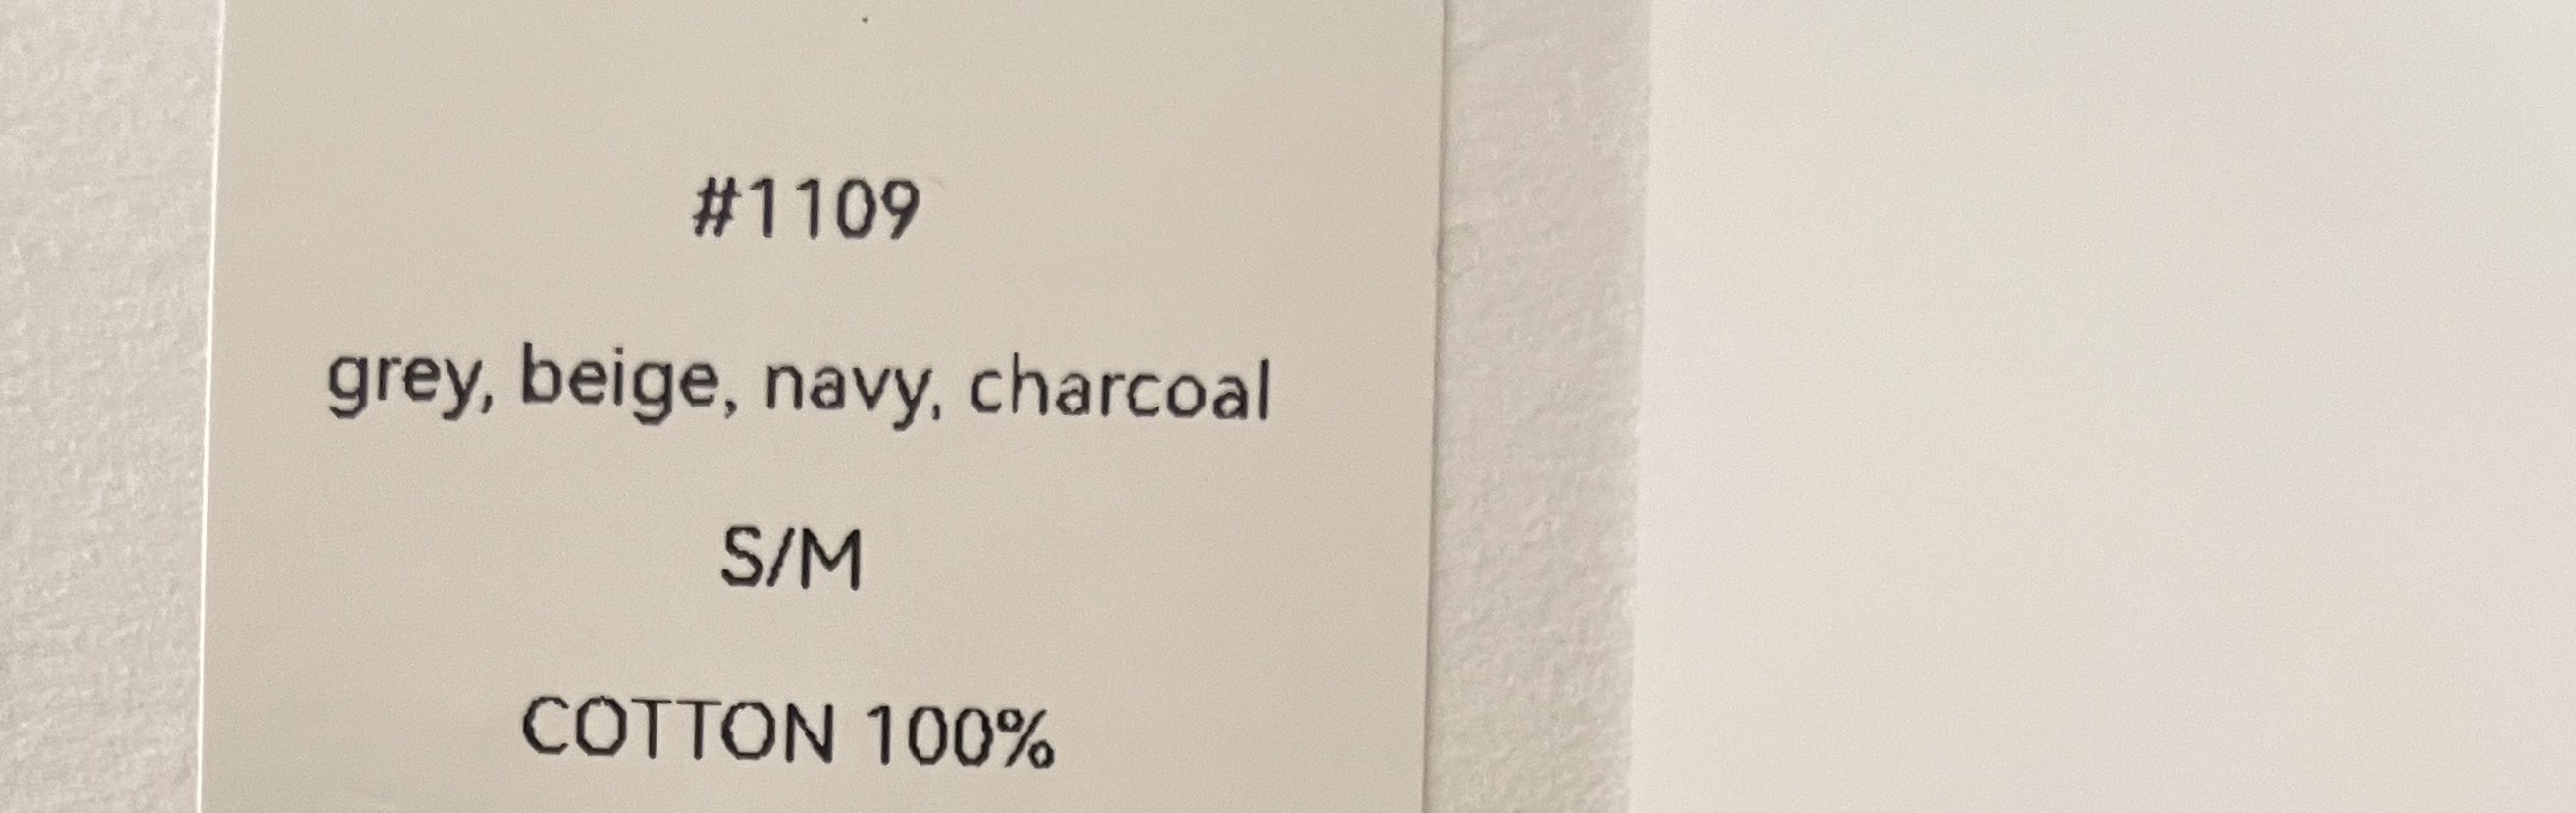 #1109
grey, beige, navy, charcoal
S/M
COTTON 100%